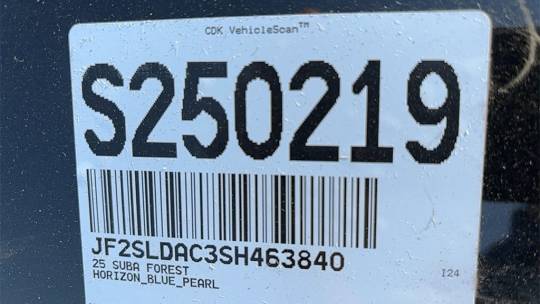 CDK VehicleScan™
S250219
JF2SLDAC3SH463840
25 SUBA FOREST
HORIZON_BLUE_PEARL
I24